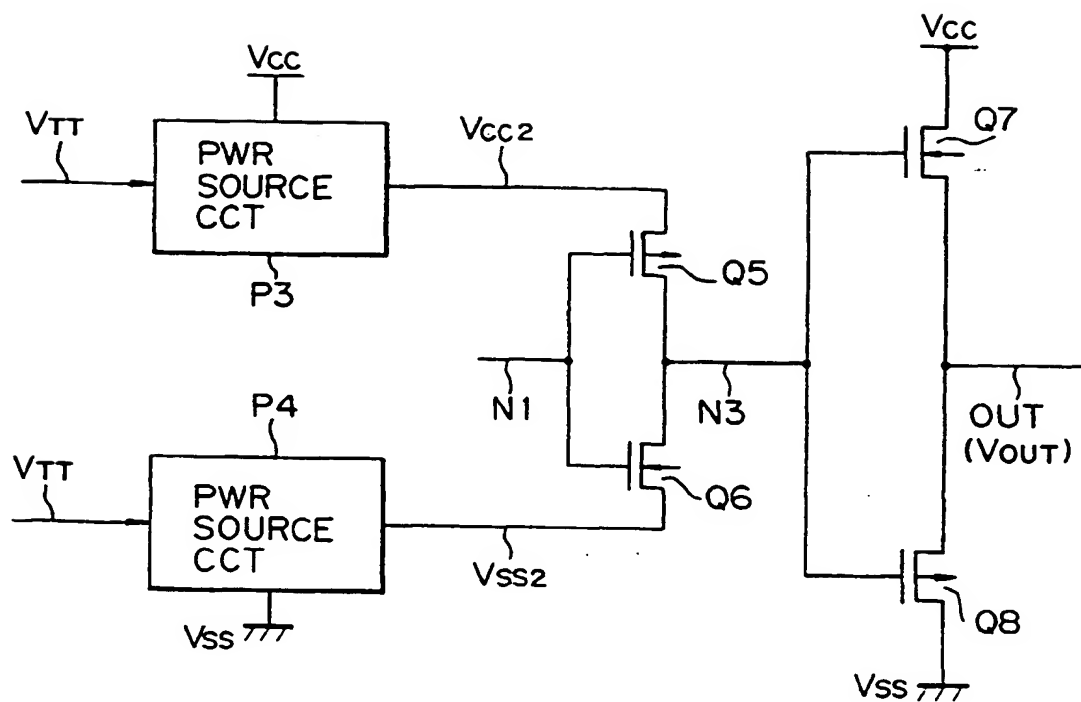 VCC
VTT
PWR
SOURCE
CCT
P3
VCC2
Q5
VCC
Q7
N1
N3
OUT
(VOUT)
P4
VTT
PWR
SOURCE
CCT
VSS
VSS2
Q6
Q8
VSS